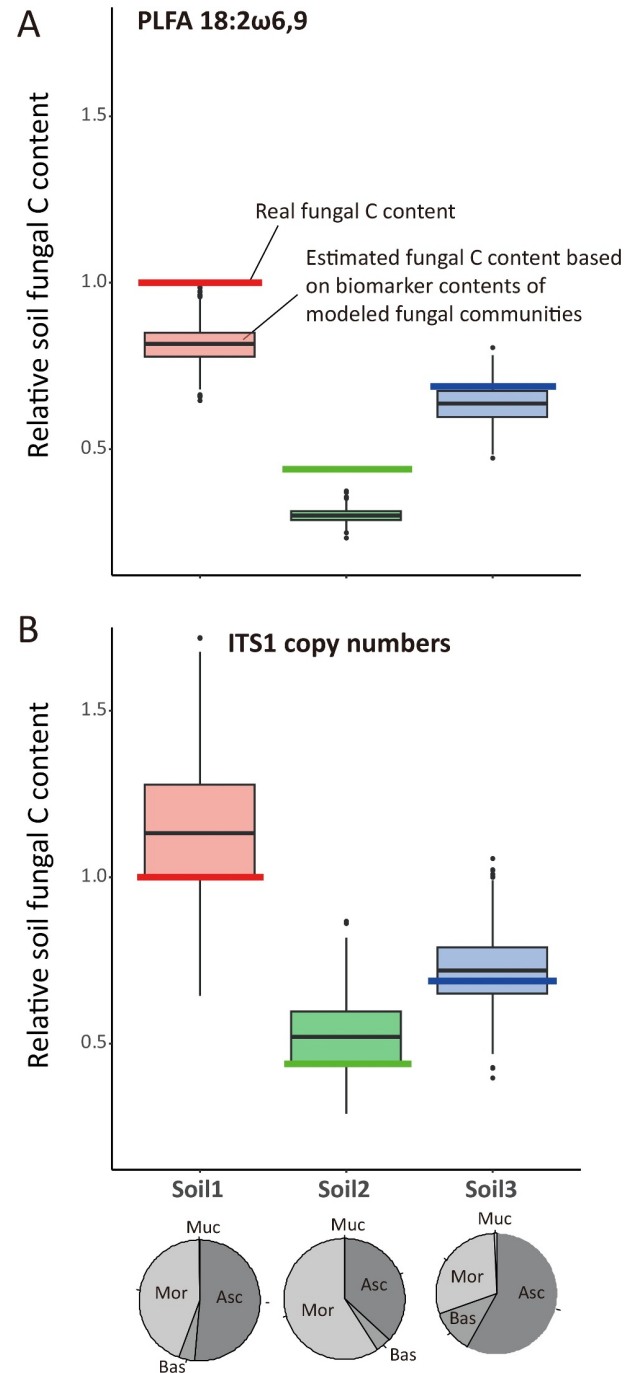 A
PLFA 18:2ω6,9
Relative soil fungal C content
1.5
1.0
0.5
Real fungal C content
Estimated fungal C content based
on biomarker contents of
modeled fungal communities
B
ITS1 copy numbers
Relative soil fungal C content
1.5
1.0
0.5
Soil1 Soil2 Soil3
Muc Muc Muc
Mor Asc Mor Asc Mor Asc
Bas Bas Bas